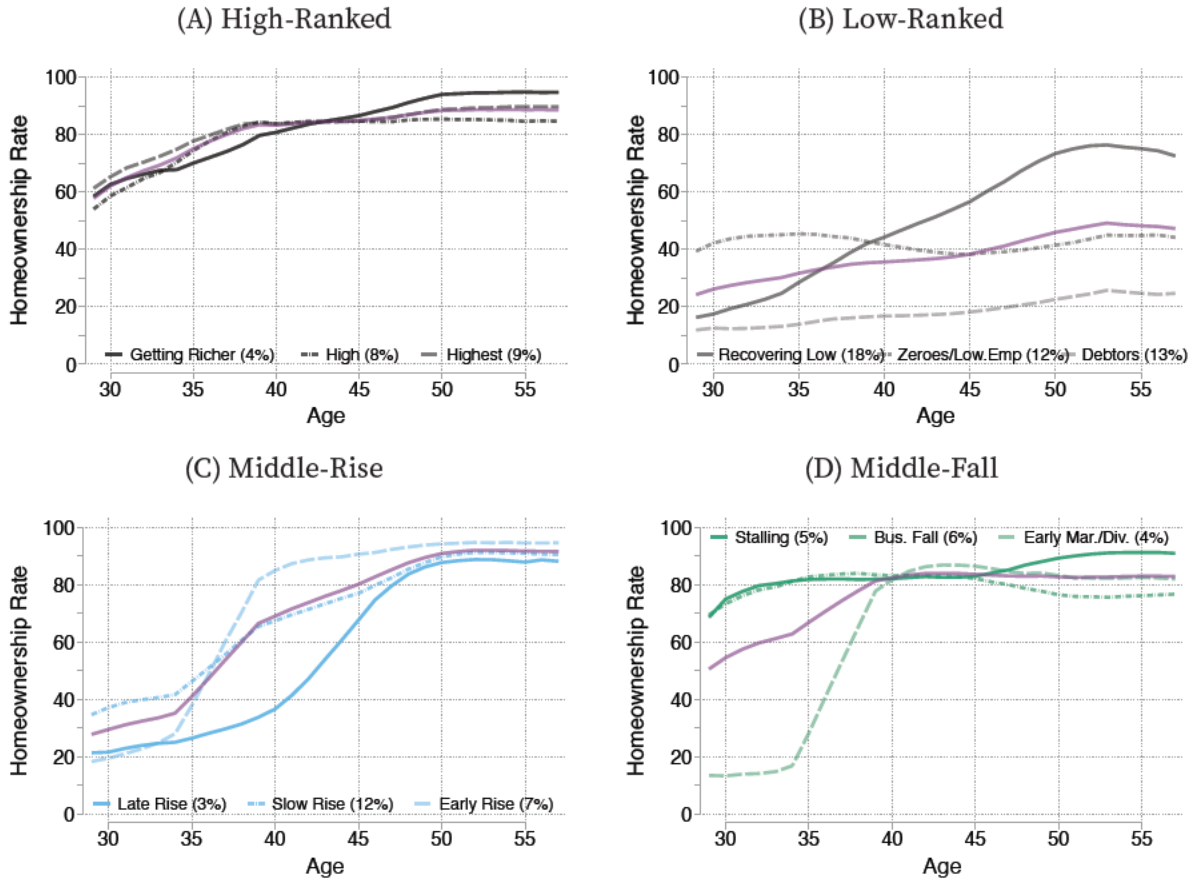 (A) High-Ranked
Homeownership Rate
100
80
60
40
20
0
Getting Richer (4%) High (8%) Highest (9%)
30 35 40 45 50 55
Age
(B) Low-Ranked
Homeownership Rate
100
80
60
40
20
0
Recovering Low (18%) Zeroes/Low.Emp (12%) Debtors (13%)
30 35 40 45 50 55
Age
(C) Middle-Rise
Homeownership Rate
100
80
60
40
20
0
Late Rise (3%) Slow Rise (12%) Early Rise (7%)
30 35 40 45 50 55
Age
(D) Middle-Fall
Homeownership Rate
100
80
60
40
20
0
Stalling (5%) Bus. Fall (6%) Early Mar./Div. (4%)
30 35 40 45 50 55
Age